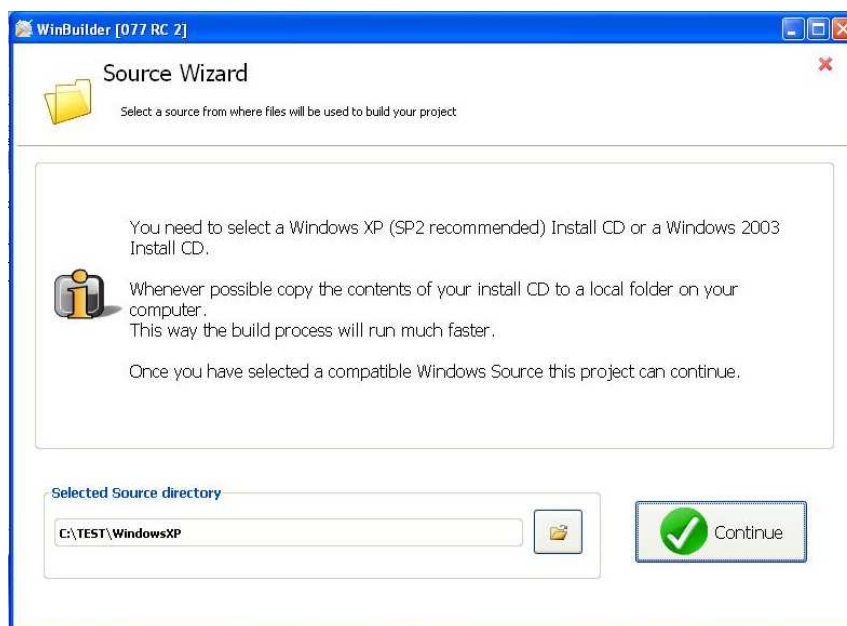 WinBuilder [077 RC 2]
Source Wizard
Select a source from where files will be used to build your project
You need to select a Windows XP (SP2 recommended) Install CD or a Windows 2003
Install CD.
Whenever possible copy the contents of your install CD to a local folder on your
computer.
This way the build process will run much faster.
Once you have selected a compatible Windows Source this project can continue.
Selected Source directory
C:\TEST\WindowsXP
Continue